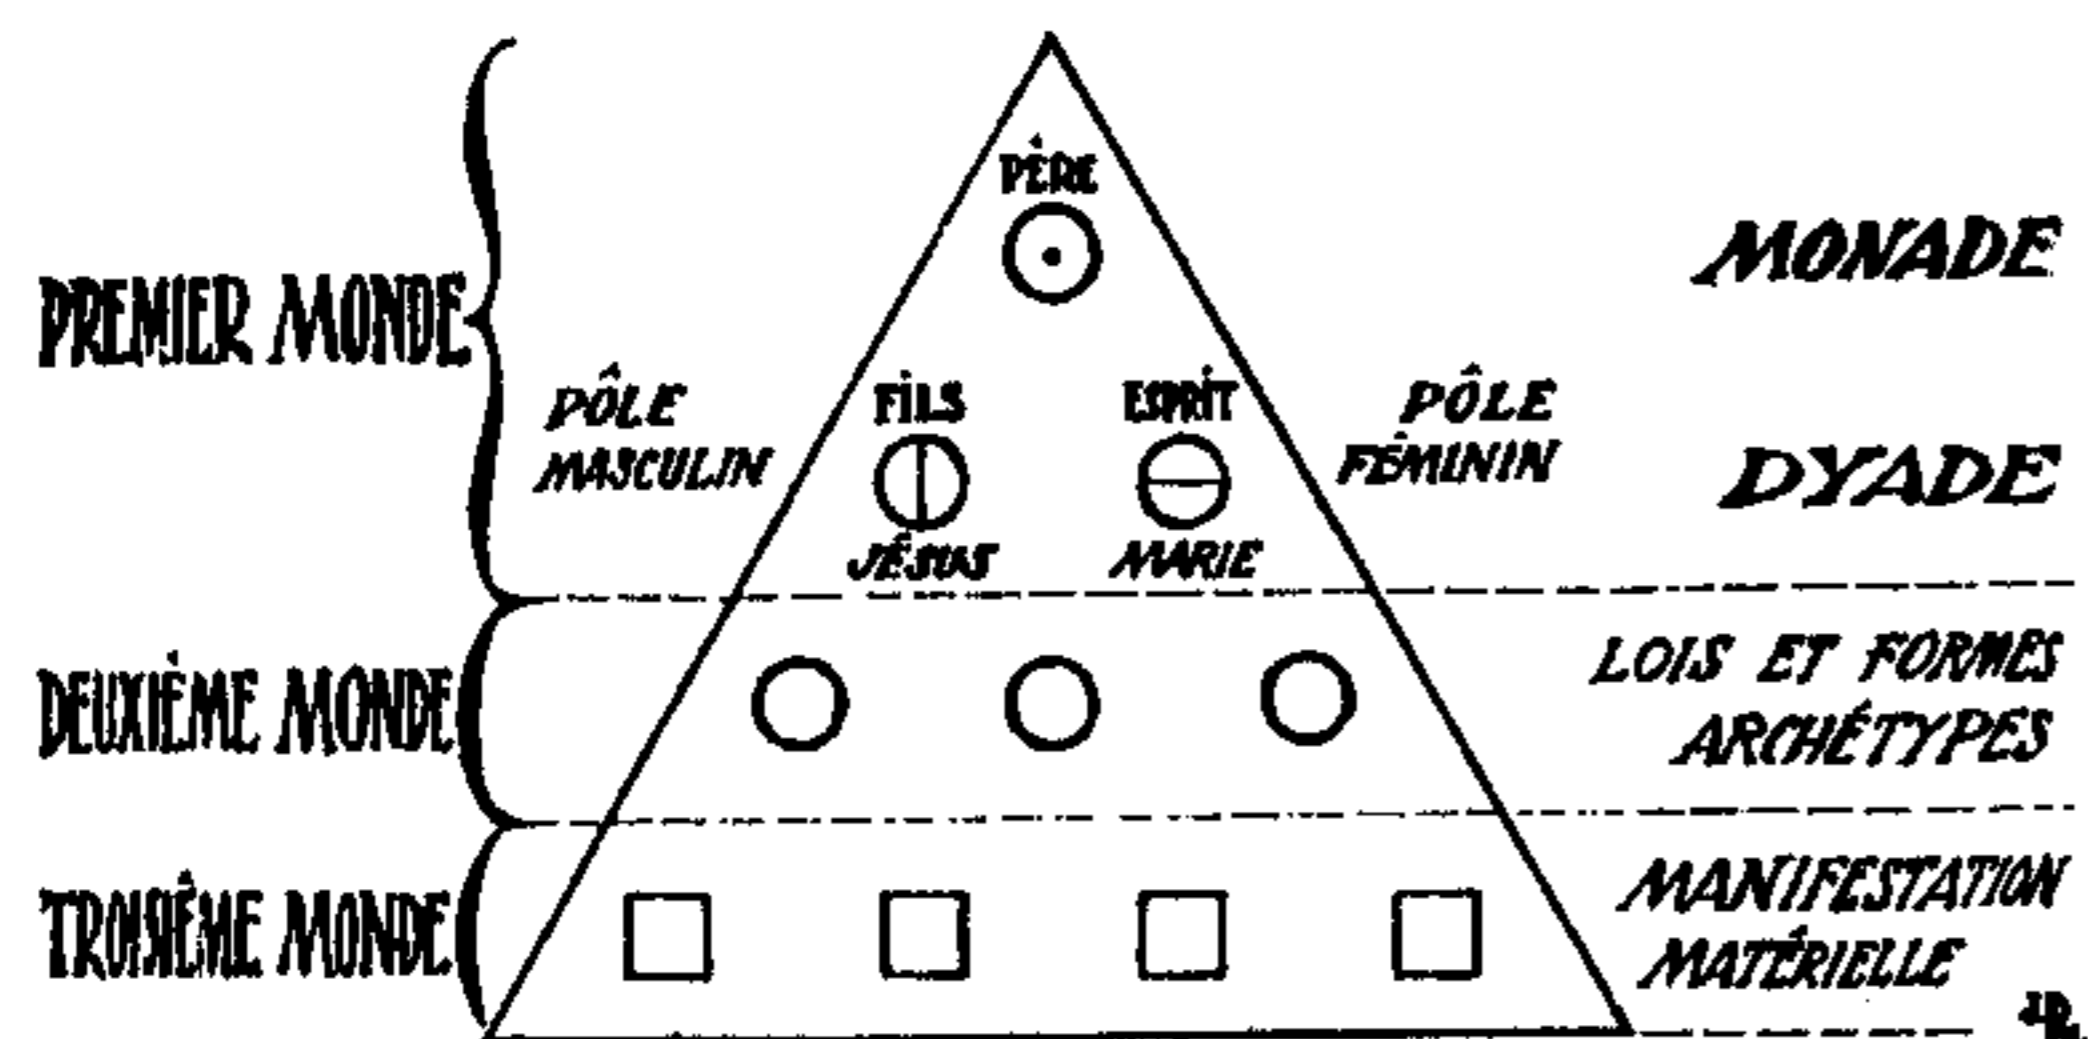 PÈRE
MONADE
PREMIER MONDE
PÔLE
MASCULIN
FILS
ESPRIT
PÔLE
FÉMININ
DYADE
JÉSUS
MARIE
DEUXIÈME MONDE
LOIS ET FORMES
ARCHÉTYPES
TROISIÈME MONDE
MANIFESTATION
MATÉRIELLE